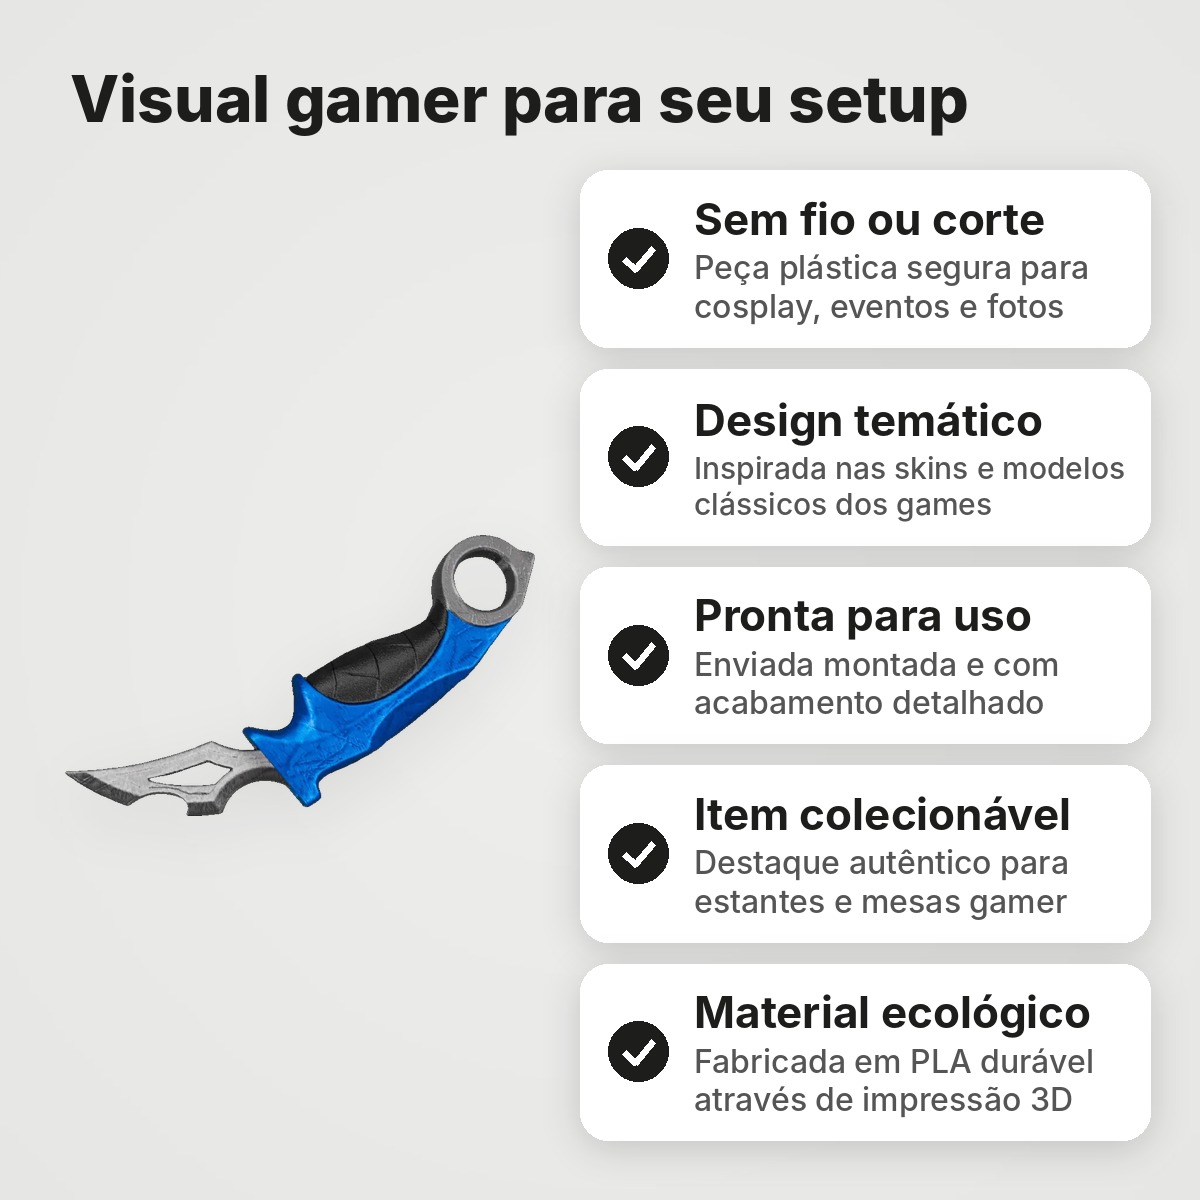 Visual gamer para seu setup
Sem fio ou corte
Peça plástica segura para
cosplay, eventos e fotos
Design temático
Inspirada nas skins e modelos
clássicos dos games
Pronta para uso
Enviada montada e com
acabamento detalhado
Item colecionável
Destaque autêntico para
estantes e mesas gamer
Material ecológico
Fabricada em PLA durável
através de impressão 3D